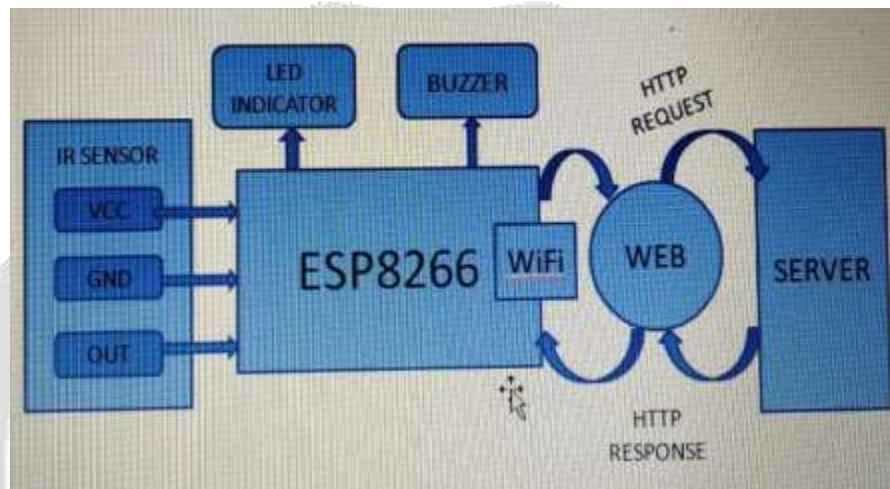 LED
INDICATOR
BUZZER
HTTP
REQUEST
IR SENSOR
VCC
GND
OUT
ESP8266
WiFi
WEB
SERVER
HTTP
RESPONSE